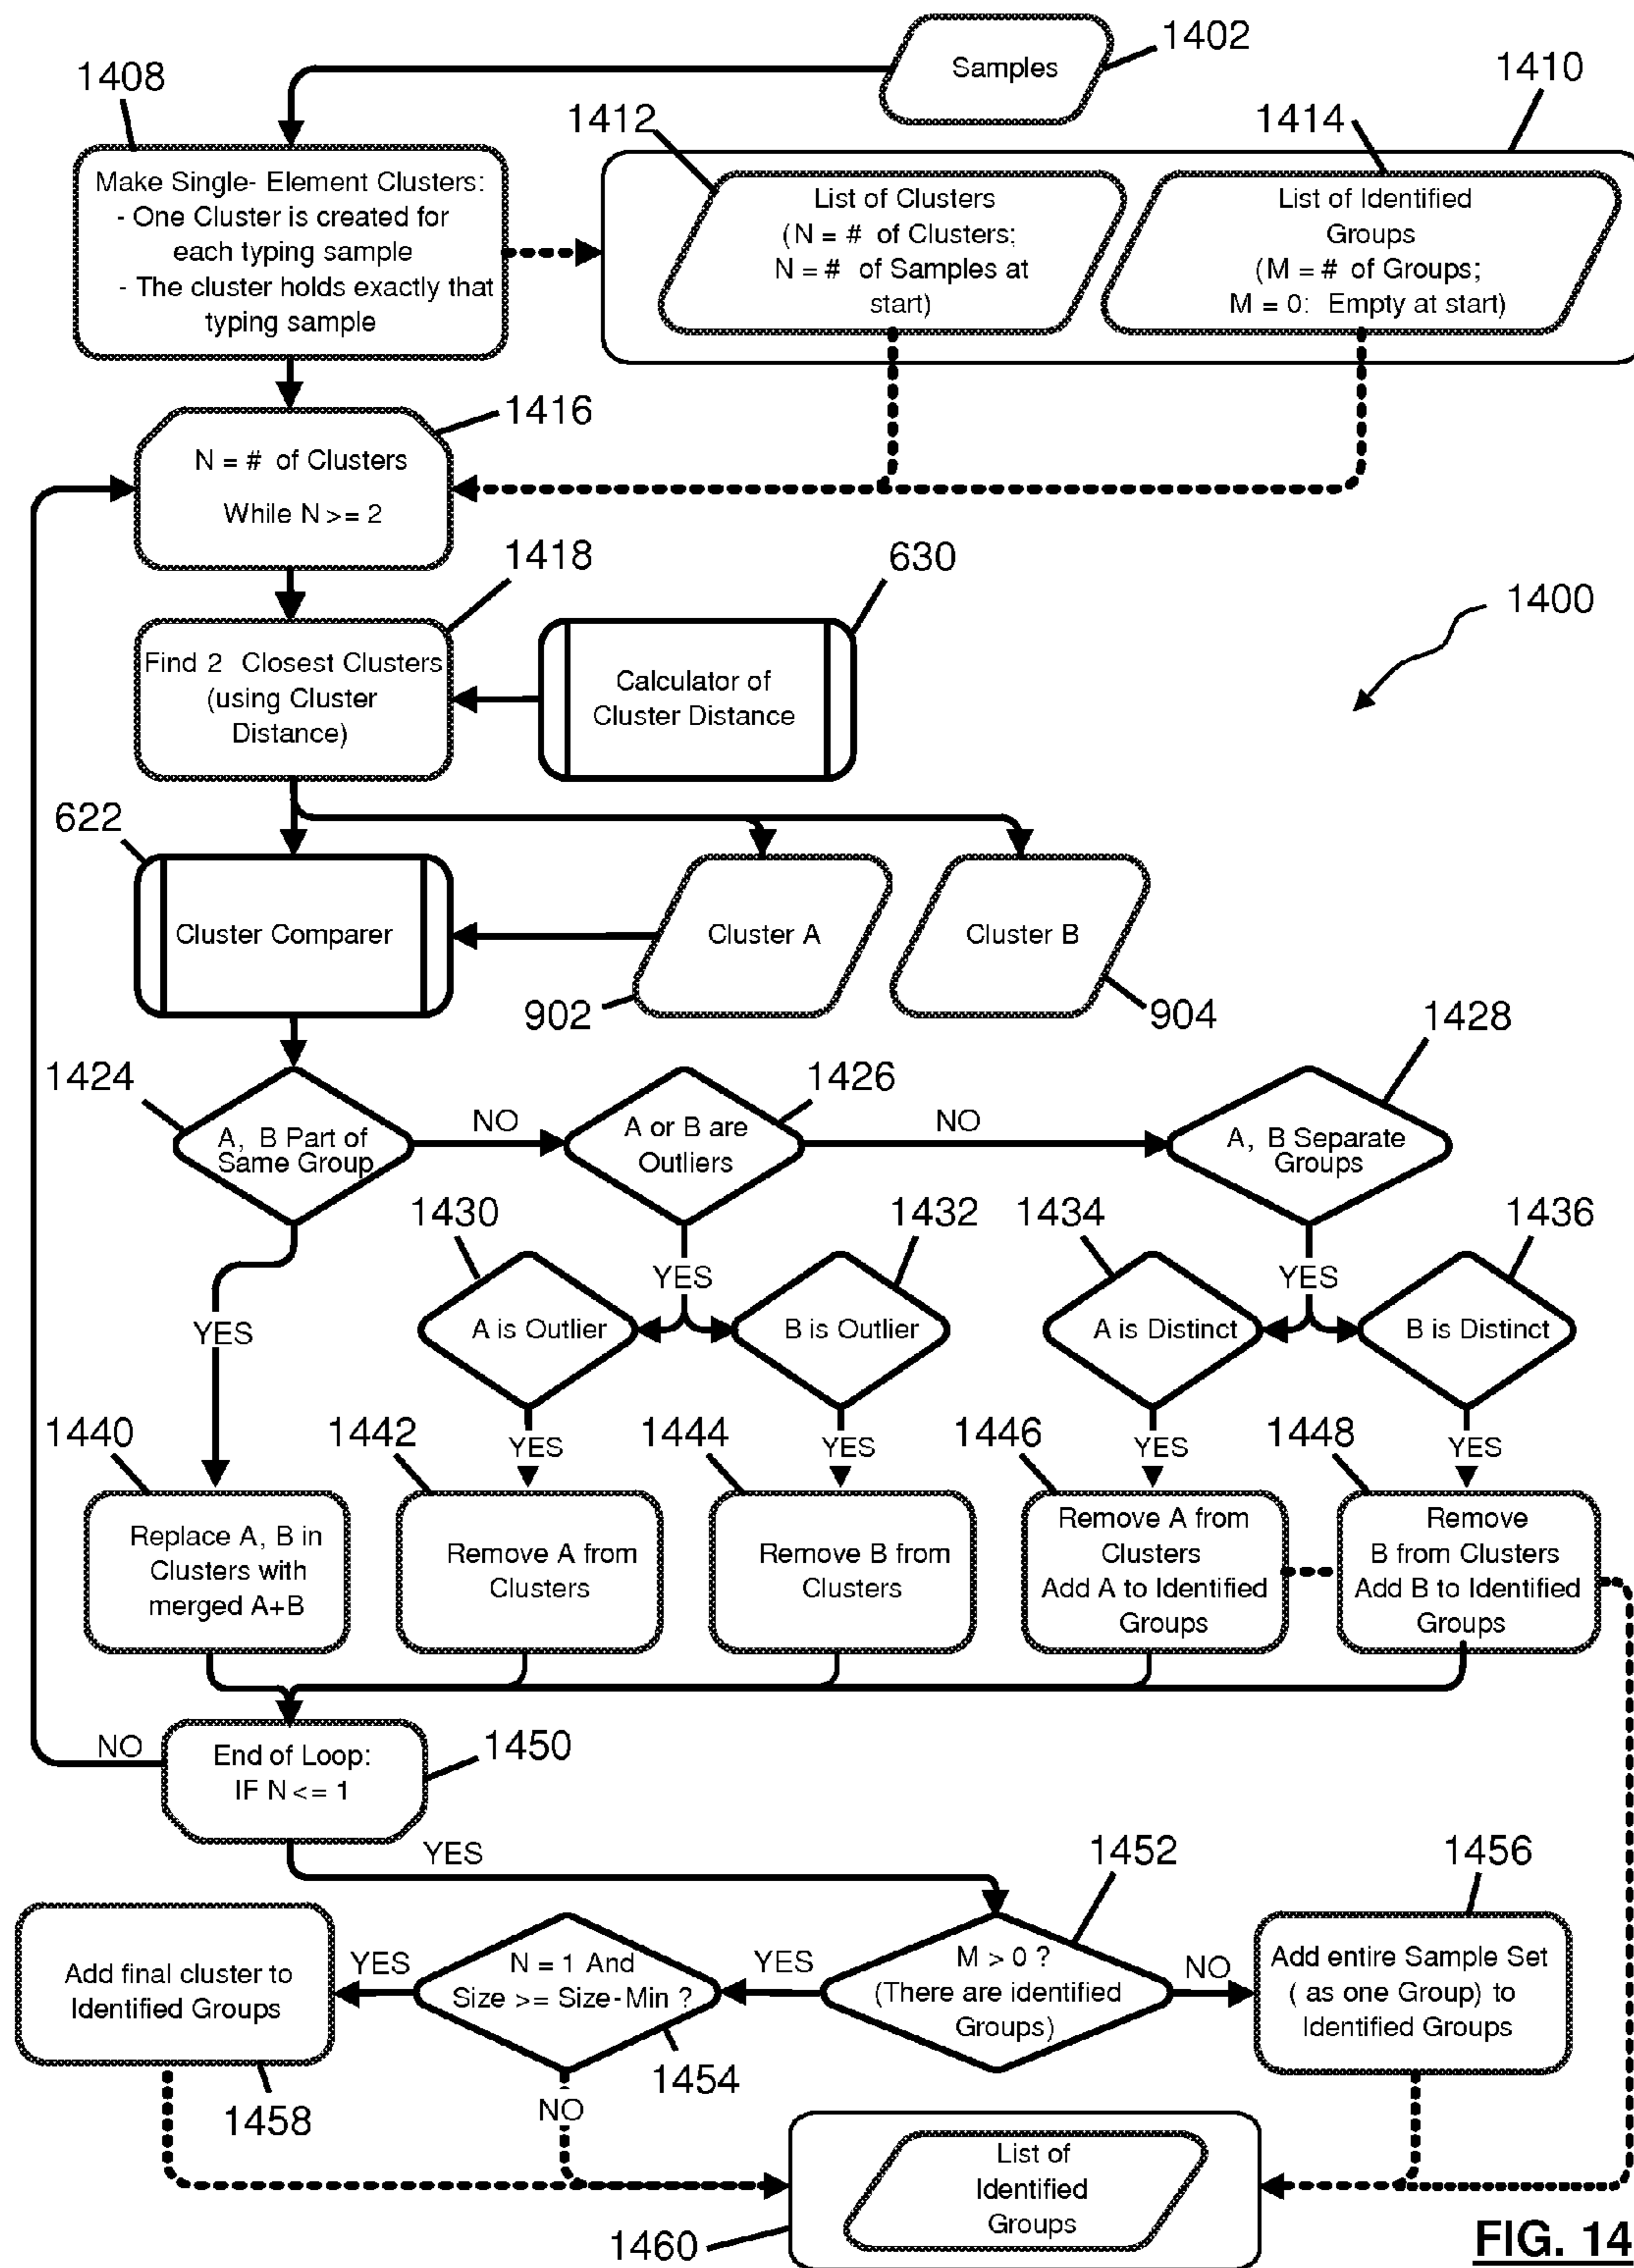 1402
Samples
1408
1410
1412
1414
Make Single- Element Clusters:
- One Cluster is created for
each typing sample
- The cluster holds exactly that
typing sample
List of Clusters
(N = # of Clusters;
N = # of Samples at
start)
List of Identified
Groups
(M = # of Groups;
M = 0: Empty at start)
1416
N = # of Clusters
While N >= 2
1418
630
1400
Find 2 Closest Clusters
(using Cluster
Distance)
Calculator of
Cluster Distance
622
Cluster Comparer
Cluster A
Cluster B
902
904
1428
1424
1426
A, B Part of
Same Group
NO
A or B are
Outliers
NO
A, B Separate
Groups
1430
1432
1434
1436
YES
YES
YES
A is Outlier
B is Outlier
A is Distinct
B is Distinct
1440
1442
YES
1444
YES
1446
YES
1448
YES
Replace A, B in
Clusters with
merged A+B
Remove A from
Clusters
Remove B from
Clusters
Remove A from
Clusters
Add A to Identified
Groups
Remove
B from Clusters
Add B to Identified
Groups
NO
End of Loop:
IF N <= 1
1450
YES
1452
1456
Add final cluster to
Identified Groups
YES
N = 1 And
Size >= Size-Min ?
YES
M > 0 ?
(There are identified
Groups)
NO
Add entire Sample Set
( as one Group) to
Identified Groups
1454
1458
NO
List of
Identified
Groups
1460
FIG. 14